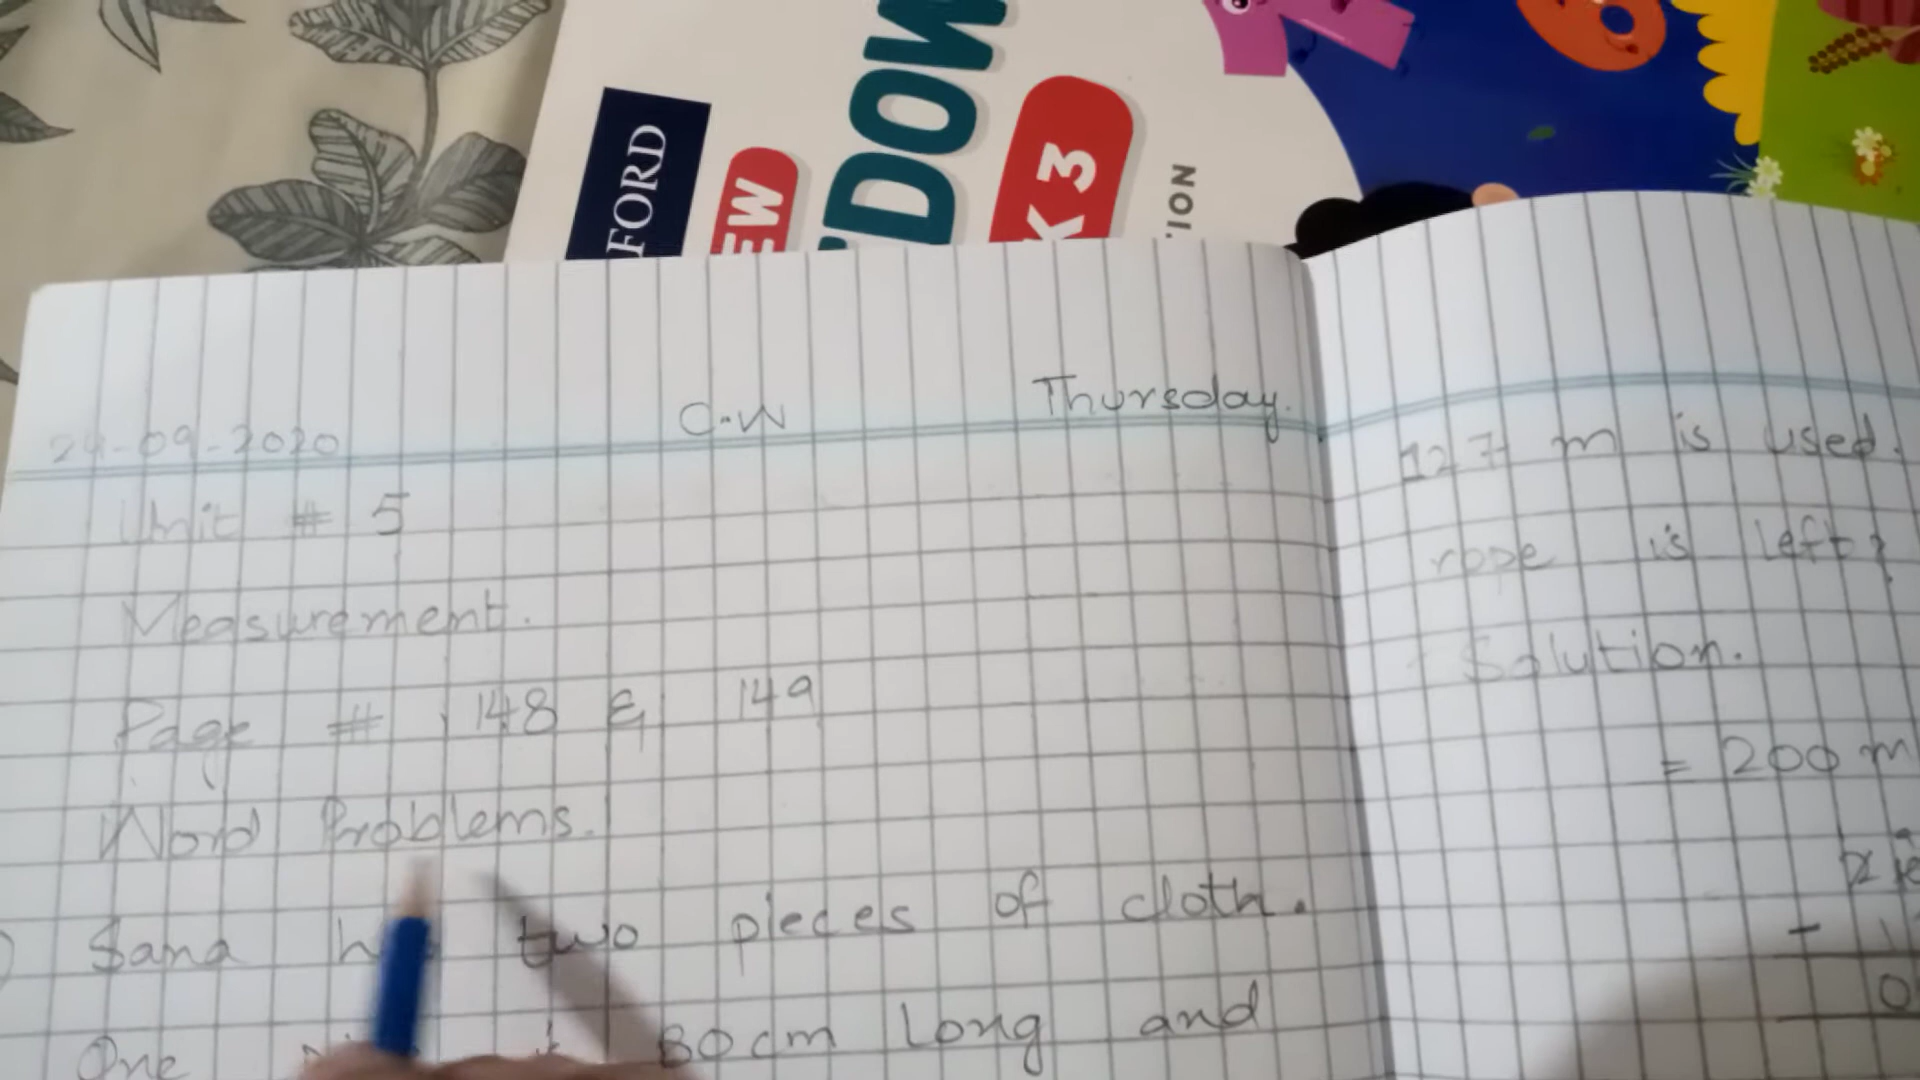 FORD
EW
DOW
K 3
ION
24-09-2020 C.W Thursday.
Unit # 5
Measurement.
Page # 148 & 149
Word Problems.
Sana two pieces of cloth.
One 80cm long and
127 m is used.
rope is left?
Solution.
= 200 m